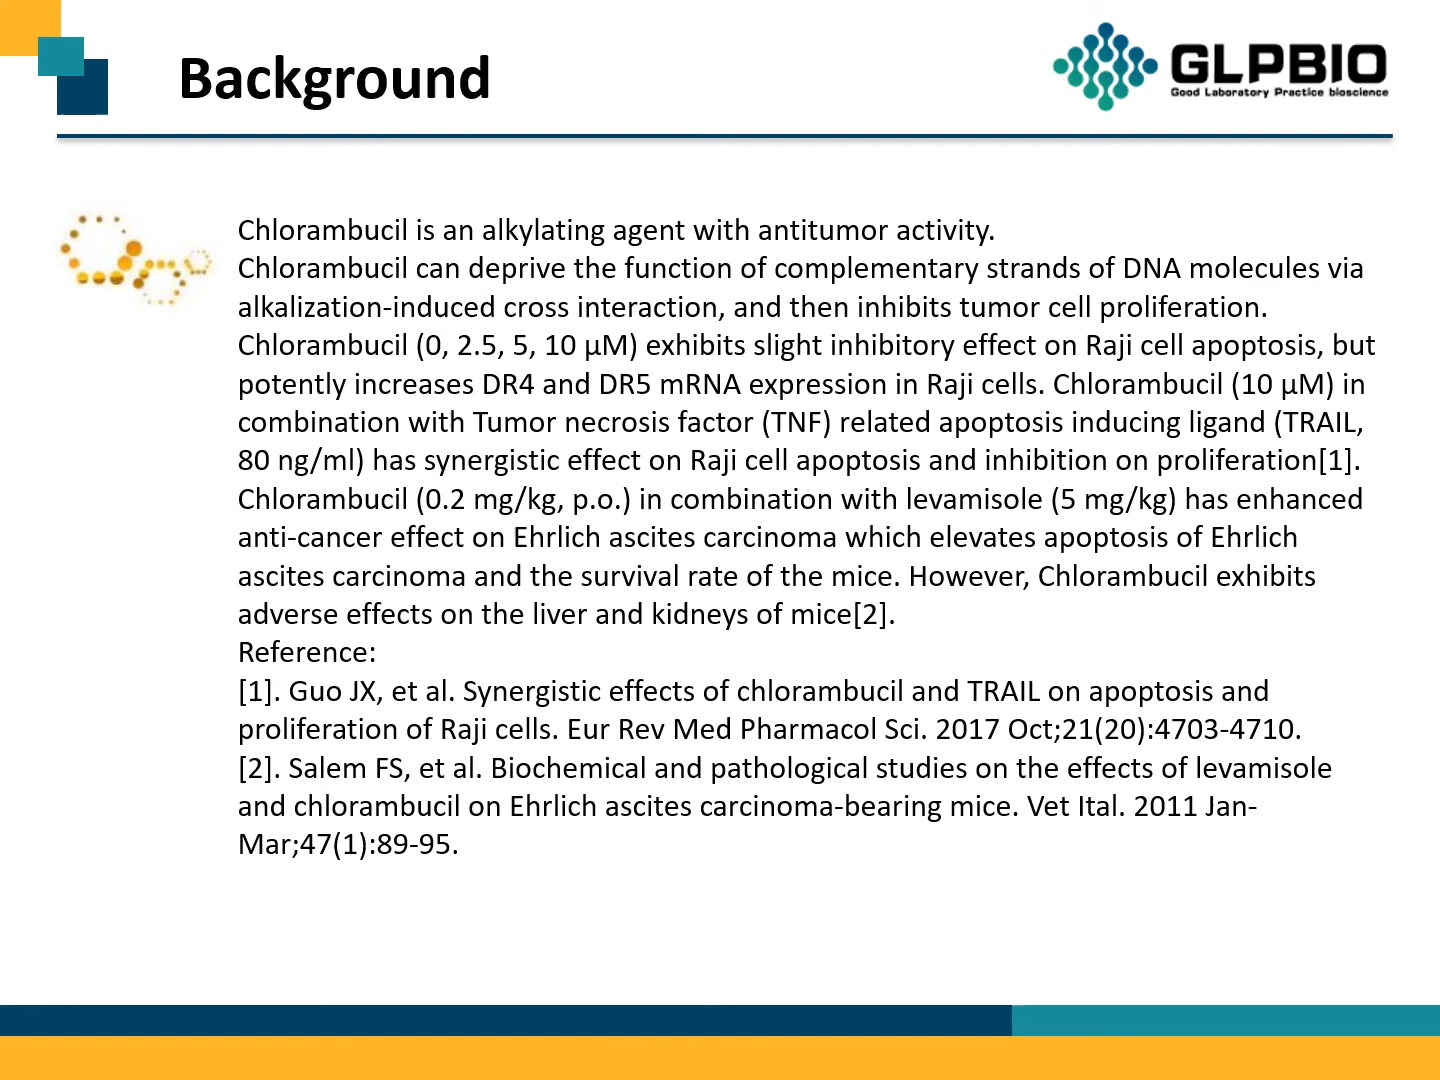 Background
GLPBIO
Good Laboratory Practice bioscience
Chlorambucil is an alkylating agent with antitumor activity.
Chlorambucil can deprive the function of complementary strands of DNA molecules via
alkalization-induced cross interaction, and then inhibits tumor cell proliferation.
Chlorambucil (0, 2.5, 5, 10 μM) exhibits slight inhibitory effect on Raji cell apoptosis, but
potently increases DR4 and DR5 mRNA expression in Raji cells. Chlorambucil (10 μM) in
combination with Tumor necrosis factor (TNF) related apoptosis inducing ligand (TRAIL,
80 ng/ml) has synergistic effect on Raji cell apoptosis and inhibition on proliferation[1].
Chlorambucil (0.2 mg/kg, p.o.) in combination with levamisole (5 mg/kg) has enhanced
anti-cancer effect on Ehrlich ascites carcinoma which elevates apoptosis of Ehrlich
ascites carcinoma and the survival rate of the mice. However, Chlorambucil exhibits
adverse effects on the liver and kidneys of mice[2].
Reference:
[1]. Guo JX, et al. Synergistic effects of chlorambucil and TRAIL on apoptosis and
proliferation of Raji cells. Eur Rev Med Pharmacol Sci. 2017 Oct;21(20):4703-4710.
[2]. Salem FS, et al. Biochemical and pathological studies on the effects of levamisole
and chlorambucil on Ehrlich ascites carcinoma-bearing mice. Vet Ital. 2011 Jan-
Mar;47(1):89-95.